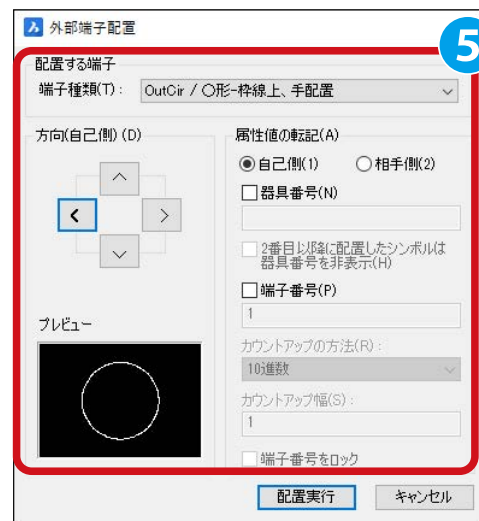 外部端子配置
5
配置する端子
端子種類(T): OutCir / 〇形-枠線上、手配置
方向(自己側)(D)
属性値の転記(A)
自己側(1) 相手側(2)
器具番号(N)
2番目以降に配置したシンボルは
器具番号を非表示(H)
端子番号(P)
1
プレビュー
カウントアップの方法(R):
10進数
カウントアップ幅(S):
1
端子番号をロック
配置実行 キャンセル